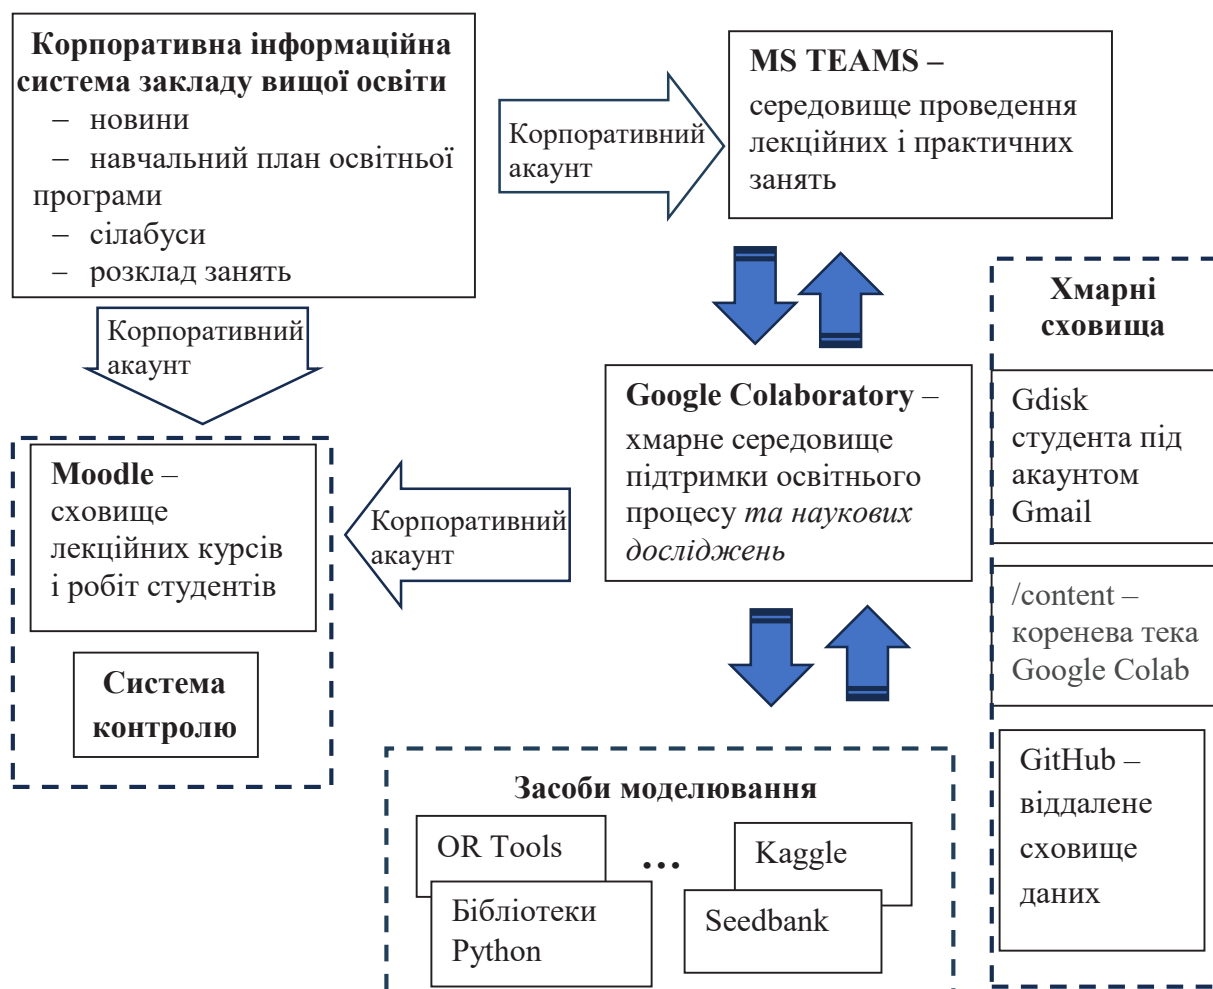 Корпоративна інформаційна
система закладу вищої освіти
– новини
– навчальний план освітньої
програми
– сілабуси
– розклад занять
Корпоративний
акаунт
MS TEAMS –
середовище проведення
лекційних і практичних
занять
Корпоративний
акаунт
Moodle –
сховище
лекційних курсів
і робіт студентів
Система
контролю
Корпоративний
акаунт
Google Colaboratory –
хмарне середовище
підтримки освітнього
процесу та наукових
досліджень
Хмарні
сховища
Gdisk
студента під
акаунтом
Gmail
/content –
коренева тека
Google Colab
GitHub –
віддалене
сховище
даних
Засоби моделювання
OR Tools
...
Kaggle
Бібліотеки
Python
Seedbank